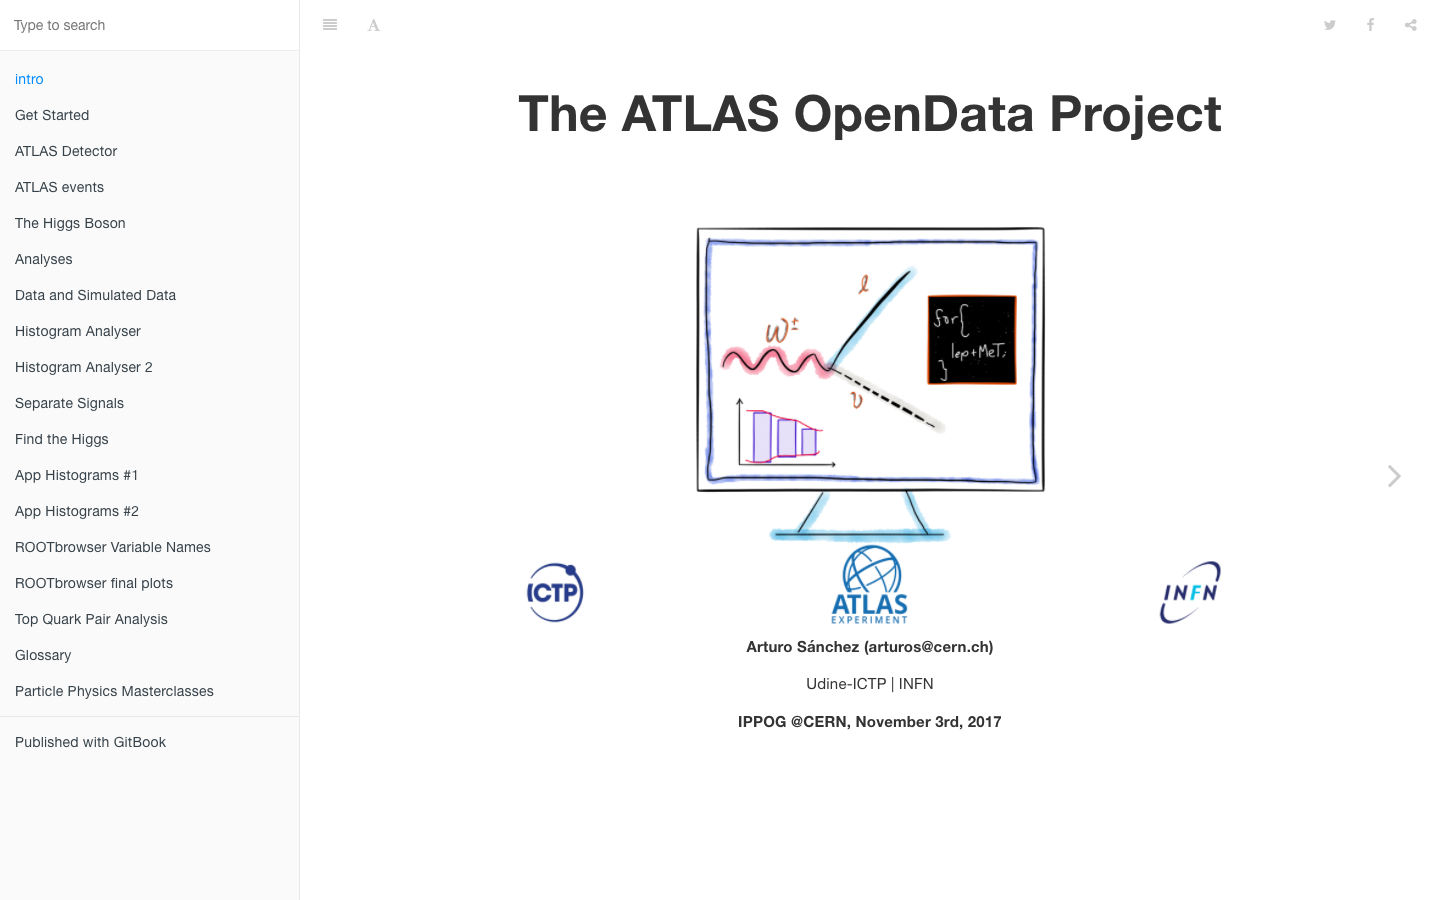 Type to search
intro
Get Started
ATLAS Detector
ATLAS events
The Higgs Boson
Analyses
Data and Simulated Data
Histogram Analyser
Histogram Analyser 2
Separate Signals
Find the Higgs
App Histograms #1
App Histograms #2
ROOTbrowser Variable Names
ROOTbrowser final plots
Top Quark Pair Analysis
Glossary
Particle Physics Masterclasses
Published with GitBook
A
The ATLAS OpenData Project
l
W±
for{
lep+MeT;
}
ν
ICTP
ATLAS
EXPERIMENT
INFN
Arturo Sánchez (arturos@cern.ch)
Udine-ICTP | INFN
IPPOG @CERN, November 3rd, 2017